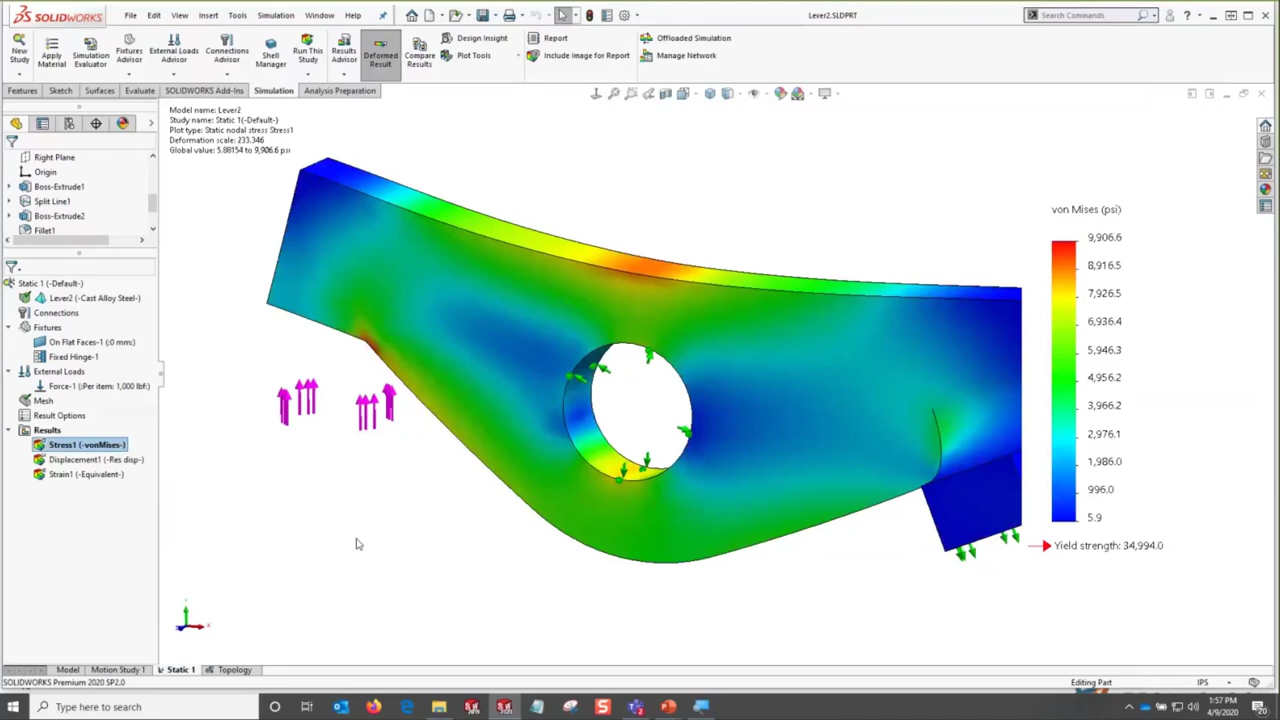 SOLIDWORKS
File Edit View Insert Tools Simulation Window Help
Lever2.SLDPRT
Search Commands
New Study
Apply Material
Simulation Evaluator
Fixtures Advisor
External Loads Advisor
Connections Advisor
Shell Manager
Run This Study
Results Advisor
Deformed Result
Compare Results
Design Insight
Plot Tools
Report
Include Image for Report
Offloaded Simulation
Manage Network
Features Sketch Surfaces Evaluate SOLIDWORKS Add-Ins Simulation Analysis Preparation
Model name: Lever2
Study name: Static 1(-Default-)
Plot type: Static nodal stress Stress1
Deformation scale: 233.346
Global value: 5.88154 to 9,906.6 psi
Right Plane
Origin
Boss-Extrude1
Split Line1
Boss-Extrude2
Fillet1
Static 1 (-Default-)
Lever2 (-Cast Alloy Steel-)
Connections
Fixtures
On Flat Faces-1 (:0 mm:)
Fixed Hinge-1
External Loads
Force-1 (:Per item: 1,000 lbf:)
Mesh
Result Options
Results
Stress1 (-vonMises-)
Displacement1 (-Res disp-)
Strain1 (-Equivalent-)
von Mises (psi)
9,906.6
8,916.5
7,926.5
6,936.4
5,946.3
4,956.2
3,966.2
2,976.1
1,986.0
996.0
5.9
Yield strength: 34,994.0
Model Motion Study 1 Static 1 Topology
SOLIDWORKS Premium 2020 SP2.0
Editing Part
IPS
Type here to search
1:57 PM
4/9/2020
20